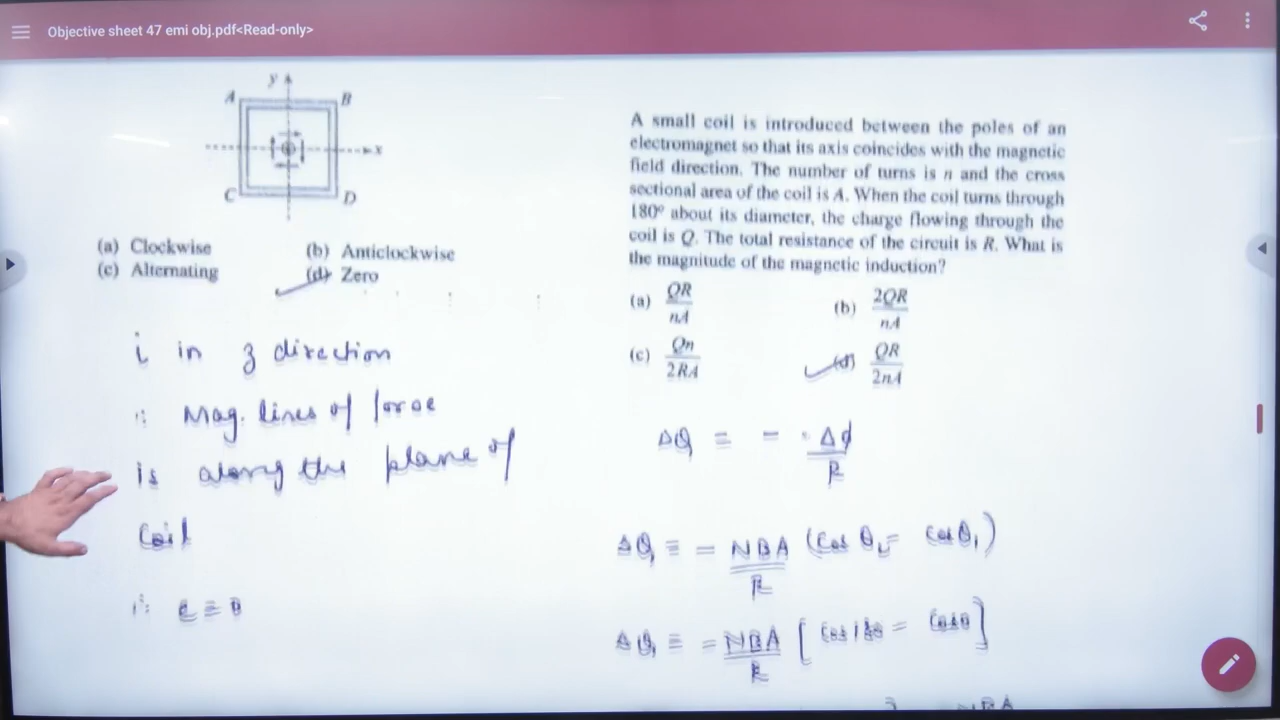 Objective sheet 47 emi obj.pdf<Read-only>
y
A B
x
C D
(a) Clockwise (b) Anticlockwise
(c) Alternating (d) Zero
i in z direction
∴ Mag. lines of force
is along the plane of
Coil
∴ e = 0
A small coil is introduced between the poles of an
electromagnet so that its axis coincides with the magnetic
field direction. The number of turns is n and the cross
sectional area of the coil is A. When the coil turns through
180° about its diameter, the charge flowing through the
coil is Q. The total resistance of the circuit is R. What is
the magnitude of the magnetic induction?
(a) QR/nA (b) 2QR/nA
(c) Qn/2RA (d) QR/2nA
ΔQ = - Δφ/R
ΔQ = - NBA/R (Cos θ₂ - Cos θ₁)
ΔQ = - NBA/R [Cos 180 - Cos 0]